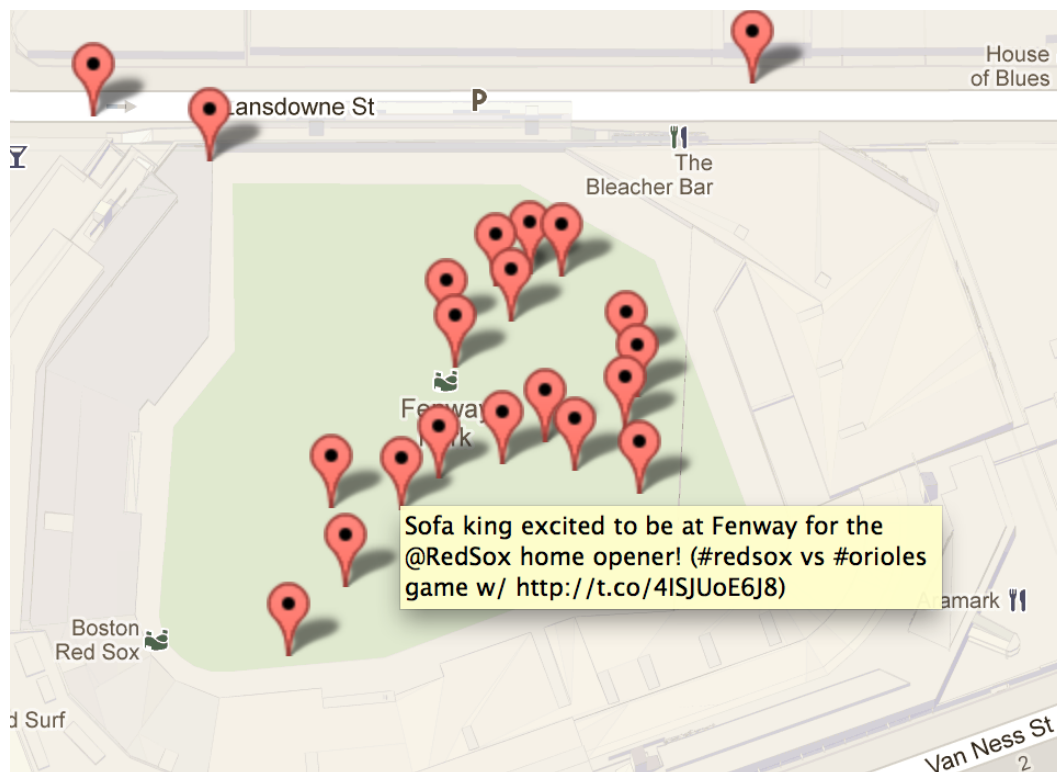 House
of Blues
Lansdowne St
P
The
Bleacher Bar
Fenway
Park
Sofa king excited to be at Fenway for the
@RedSox home opener! (#redsox vs #orioles
game w/ http://t.co/4lSJUoE6J8)
Aramark
Boston
Red Sox
d Surf
Van Ness St
2